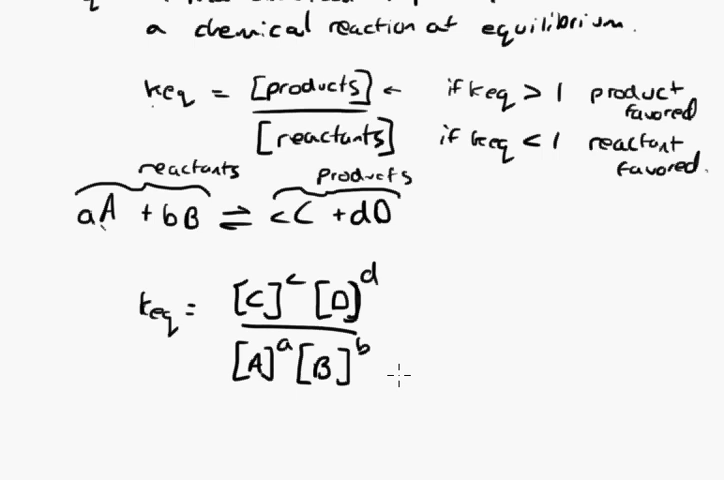 a chemical reaction at equilibrium.
keq = [products] ← if keq > 1 product favored
[reactants] if keq < 1 reactant favored.
reactants products
aA + bB ⇌ cC + dD
keq = [C]^c [D]^d
[A]^a [B]^b